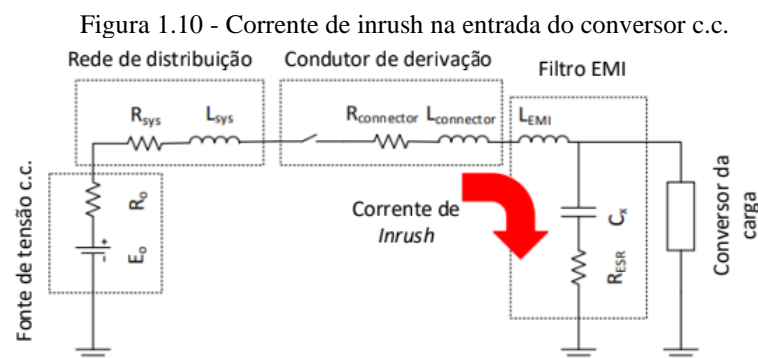 Figura 1.10 - Corrente de inrush na entrada do conversor c.c.
Rede de distribuição
Condutor de derivação
Filtro EMI
Rsys
Lsys
Rconnector
Lconnector
LEMI
Fonte de tensão c.c.
Ro
+
-
Eo
Corrente de
Inrush
Cx
RESR
Conversor da
carga